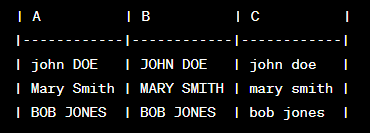 | A          | B          | C          |
|------------|------------|------------|
| john DOE   | JOHN DOE   | john doe   |
| Mary Smith | MARY SMITH | mary smith |
| BOB JONES  | BOB JONES  | bob jones  |